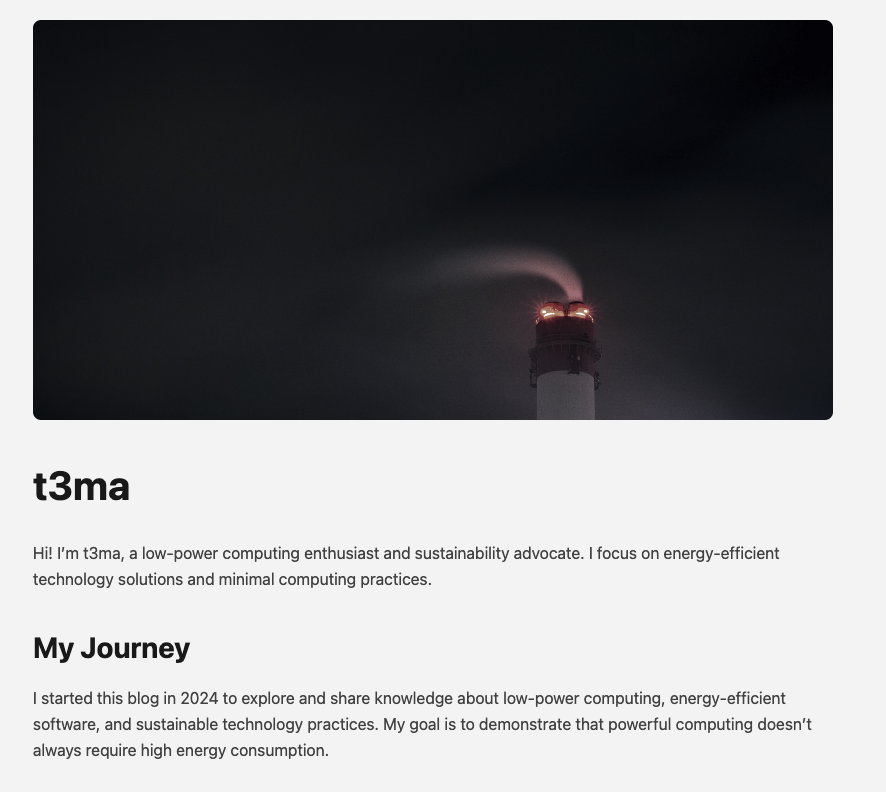 t3ma
Hi! I’m t3ma, a low-power computing enthusiast and sustainability advocate. I focus on energy-efficient
technology solutions and minimal computing practices.
My Journey
I started this blog in 2024 to explore and share knowledge about low-power computing, energy-efficient
software, and sustainable technology practices. My goal is to demonstrate that powerful computing doesn’t
always require high energy consumption.